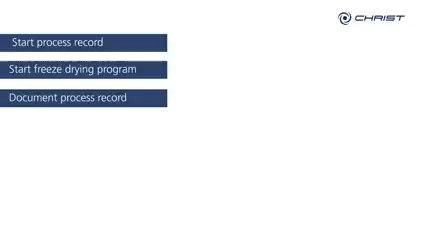 CHRIST
Start process record
Start freeze drying program
Document process record